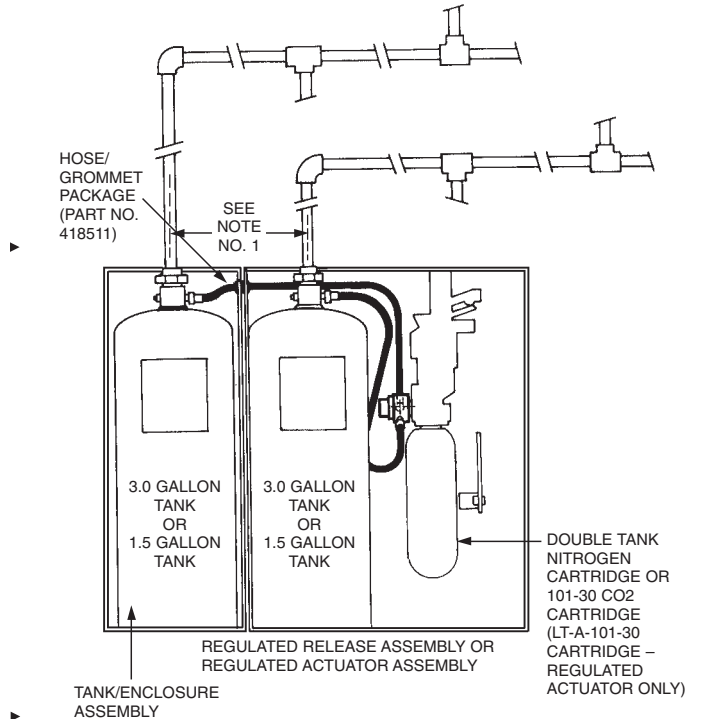 HOSE/
GROMMET
PACKAGE
(PART NO.
418511)
SEE
NOTE
NO. 1
3.0 GALLON
TANK
OR
1.5 GALLON
TANK
3.0 GALLON
TANK
OR
1.5 GALLON
TANK
DOUBLE TANK
NITROGEN
CARTRIDGE OR
101-30 CO2
CARTRIDGE
(LT-A-101-30
CARTRIDGE –
REGULATED
ACTUATOR ONLY)
REGULATED RELEASE ASSEMBLY OR
REGULATED ACTUATOR ASSEMBLY
TANK/ENCLOSURE
ASSEMBLY